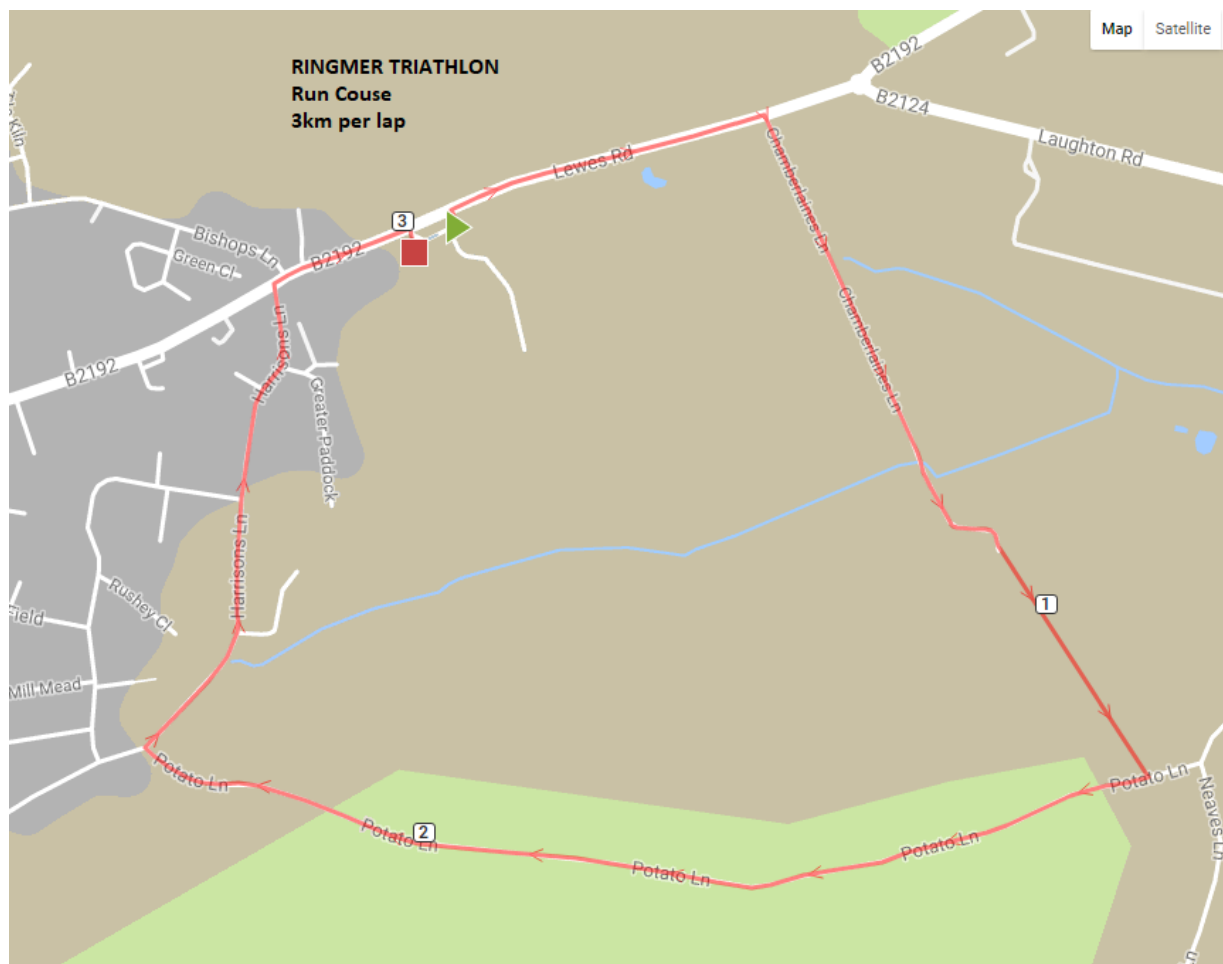 Map Satellite
RINGMER TRIATHLON
Run Couse
3km per lap
B2192
B2124
Laughton Rd
Lewes Rd
Chamberlaines Ln
Kiln
3
Bishops Ln
Green Cl
B2192
Harrisons Ln
B2192
Greater Paddock
Chamberlaines Ln
Harrisons Ln
Rushey Cl
Field
1
Mill Mead
Potato Ln
Potato Ln
Neaves Ln
2
Potato Ln
Potato Ln
Potato Ln
Ln